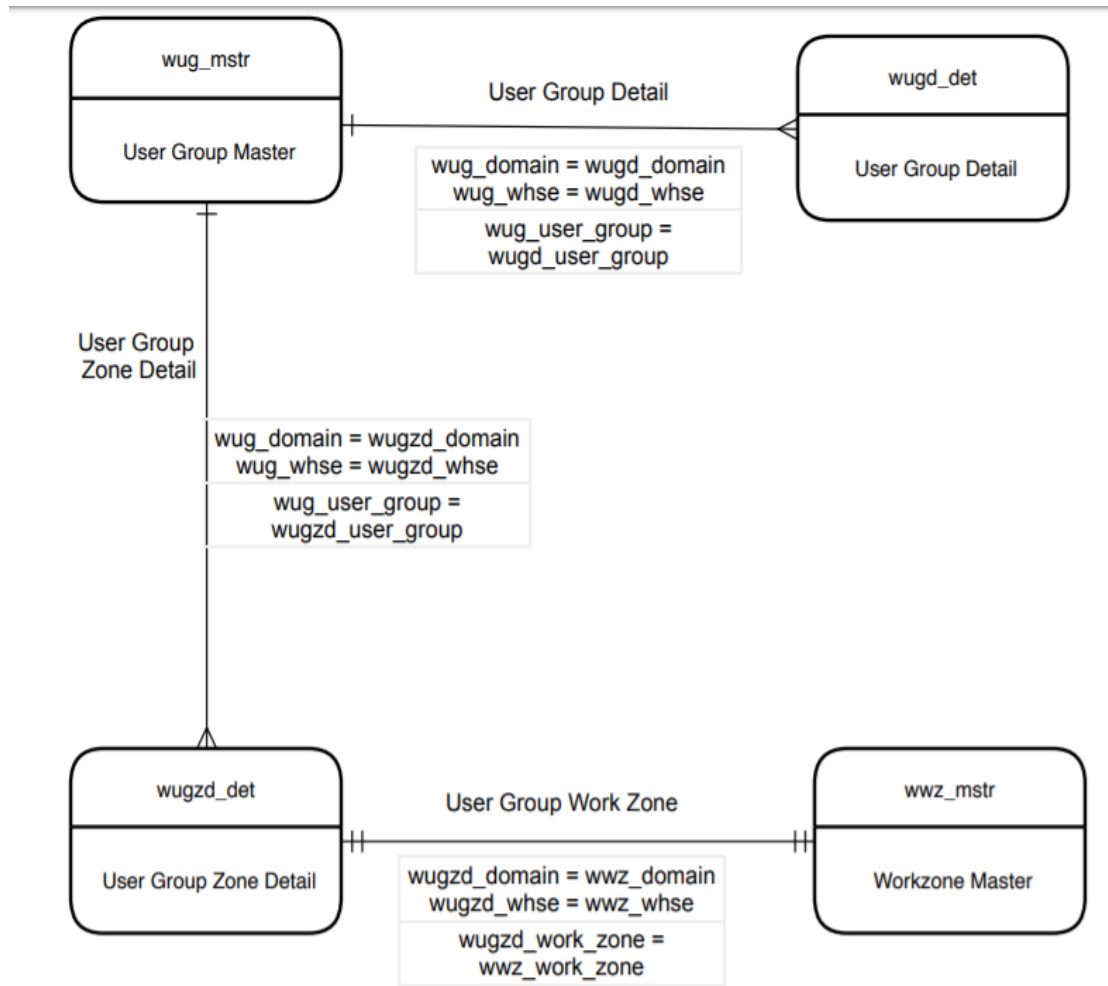 wug_mstr
User Group Master
User Group Detail
wug_domain = wugd_domain
wug_whse = wugd_whse
wug_user_group =
wugd_user_group
wugd_det
User Group Detail
User Group
Zone Detail
wug_domain = wugzd_domain
wug_whse = wugzd_whse
wug_user_group =
wugzd_user_group
wugzd_det
User Group Zone Detail
User Group Work Zone
wugzd_domain = wwz_domain
wugzd_whse = wwz_whse
wugzd_work_zone =
wwz_work_zone
wwz_mstr
Workzone Master